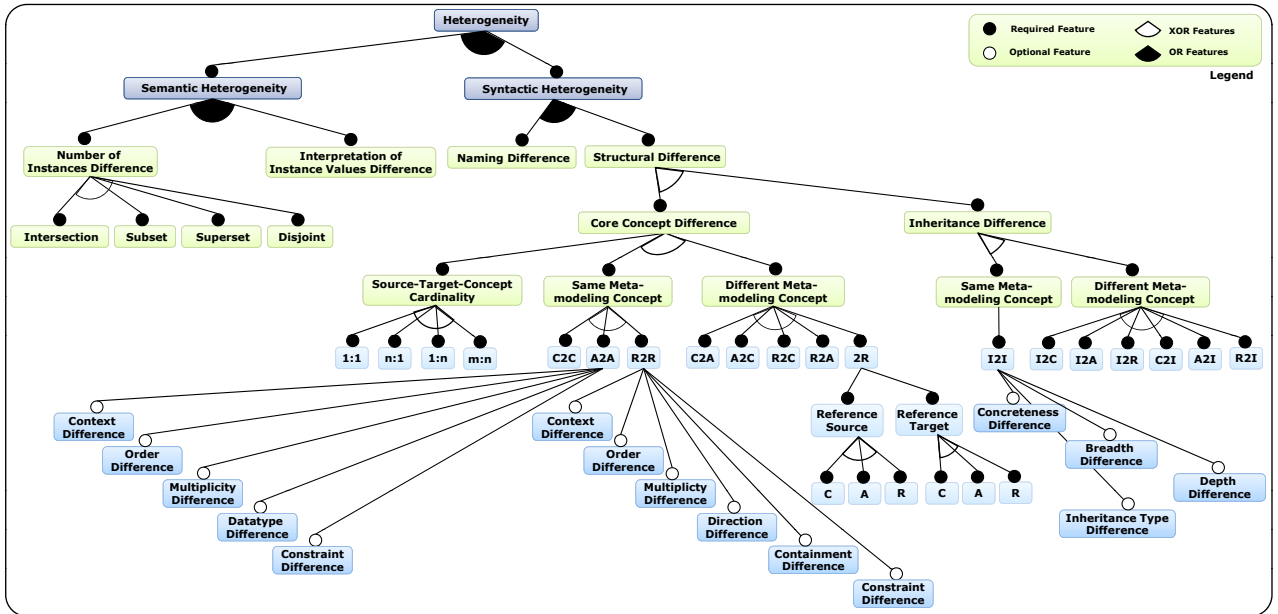 Heterogeneity
Required Feature
XOR Features
Optional Feature
OR Features
Legend
Semantic Heterogeneity
Syntactic Heterogeneity
Number of
Instances Difference
Interpretation of
Instance Values Difference
Naming Difference
Structural Difference
Intersection
Subset
Superset
Disjoint
Core Concept Difference
Inheritance Difference
Source-Target-Concept
Cardinality
Same Meta-
modeling Concept
Different Meta-
modeling Concept
Same Meta-
modeling Concept
Different Meta-
modeling Concept
1:1
n:1
1:n
m:n
C2C
A2A
R2R
C2A
A2C
R2C
R2A
2R
I2I
I2C
I2A
I2R
C2I
A2I
R2I
Context
Difference
Order
Difference
Multiplicity
Difference
Datatype
Difference
Constraint
Difference
Context
Difference
Order
Difference
Multiplicty
Difference
Direction
Difference
Containment
Difference
Constraint
Difference
Reference
Source
Reference
Target
C
A
R
C
A
R
Concreteness
Difference
Breadth
Difference
Depth
Difference
Inheritance Type
Difference